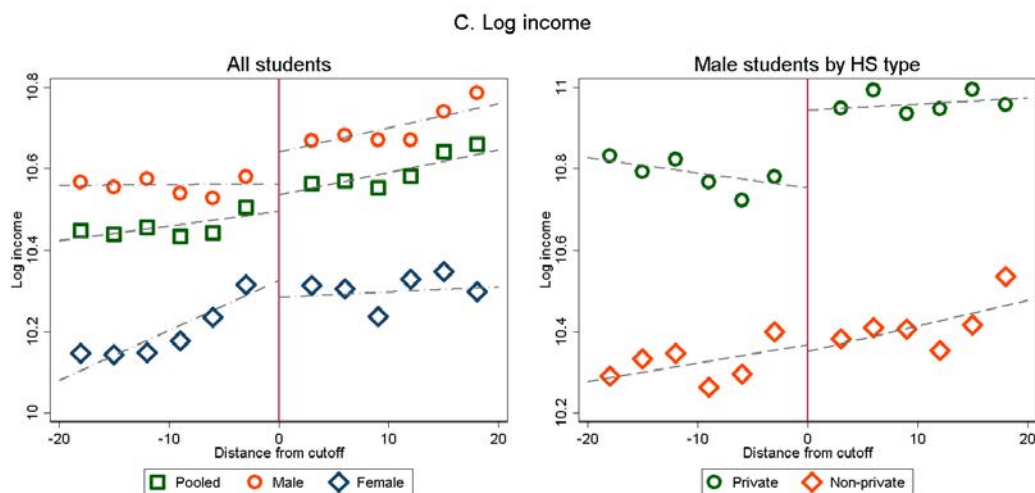 C. Log income
All students
Log income
10.8
10.6
10.4
10.2
10
-20
-10
0
10
20
Distance from cutoff
Pooled
Male
Female
Male students by HS type
Log income
11
10.8
10.6
10.4
10.2
-20
-10
0
10
20
Distance from cutoff
Private
Non-private